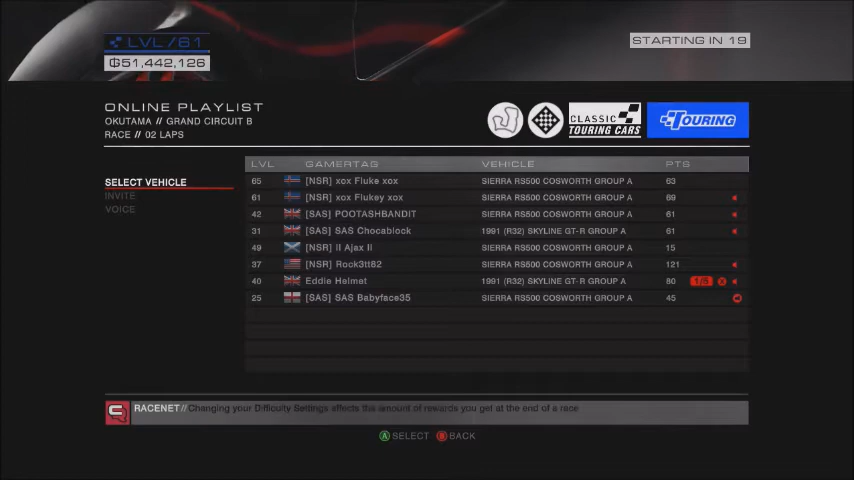 LVL/61
51,442,126
STARTING IN 19
ONLINE PLAYLIST
OKUTAMA // GRAND CIRCUIT B
RACE // 02 LAPS
CLASSIC
TOURING CARS
TOURING
SELECT VEHICLE
INVITE
VOICE
LVL GAMERTAG VEHICLE PTS
65 [NSR] xox Fluke xox SIERRA RS500 COSWORTH GROUP A 63
61 [NSR] xox Flukey xox SIERRA RS500 COSWORTH GROUP A 69
42 [SAS] POOTASHBANDIT SIERRA RS500 COSWORTH GROUP A 61
31 [SAS] SAS Chocablock 1991 (R32) SKYLINE GT-R GROUP A 61
49 [NSR] II Ajax II SIERRA RS500 COSWORTH GROUP A 15
37 [NSR] Rock3tt82 SIERRA RS500 COSWORTH GROUP A 121
40 Eddie Helmet 1991 (R32) SKYLINE GT-R GROUP A 80 1/5 X
25 [SAS] SAS Babyface35 SIERRA RS500 COSWORTH GROUP A 45
RACENET // Changing your Difficulty Settings affects the amount of rewards you get at the end of a race
A SELECT B BACK